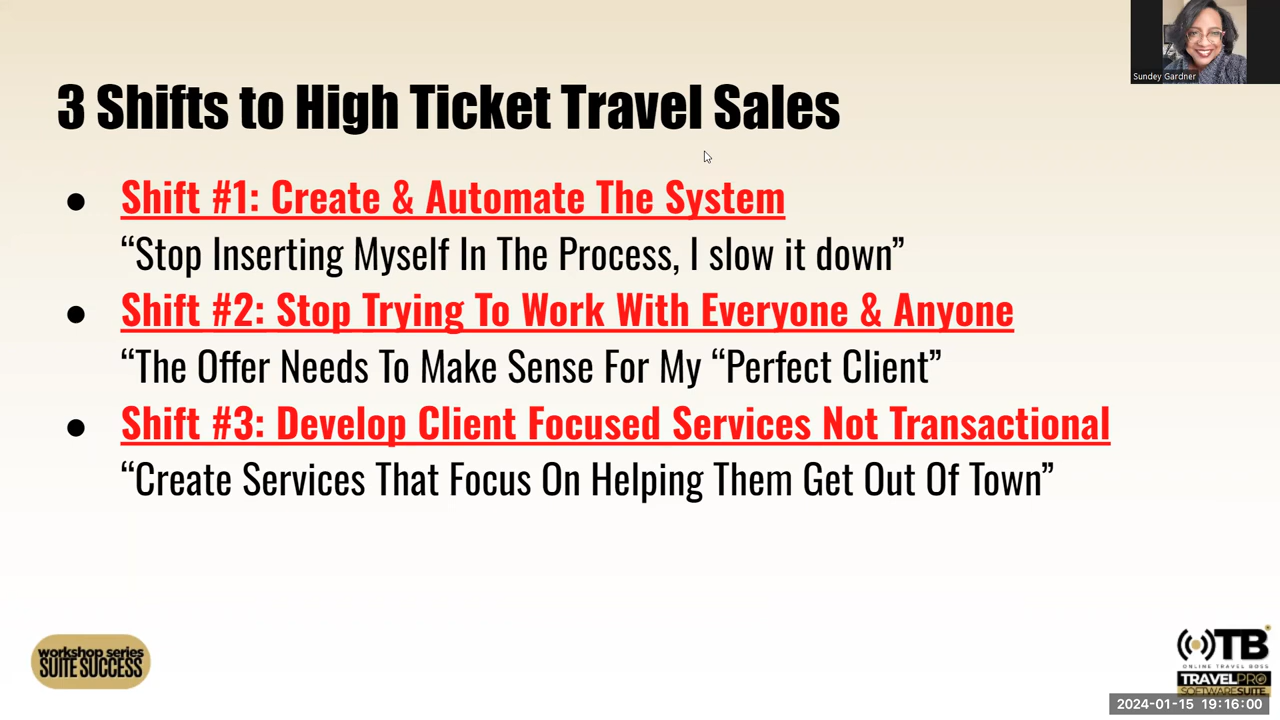 Sundey Gardner
3 Shifts to High Ticket Travel Sales
● Shift #1: Create & Automate The System
“Stop Inserting Myself In The Process, I slow it down”
● Shift #2: Stop Trying To Work With Everyone & Anyone
“The Offer Needs To Make Sense For My “Perfect Client”
● Shift #3: Develop Client Focused Services Not Transactional
“Create Services That Focus On Helping Them Get Out Of Town”
workshop series
SUITE SUCCESS
OTB
ONLINE TRAVEL BOSS
TRAVELPRO
SOFTWARESUITE
2024-01-15 19:16:00